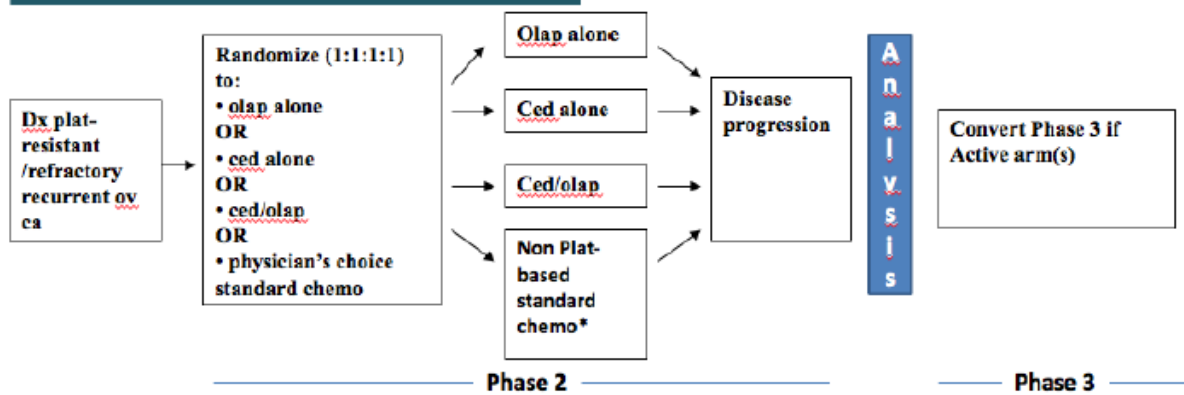 Dx plat-
resistant
/refractory
recurrent ov
ca
Randomize (1:1:1:1)
to:
• olap alone
OR
• ced alone
OR
• ced/olap
OR
• physician's choice
standard chemo
Olap alone
Ced alone
Ced/olap
Non Plat-
based
standard
chemo*
Disease
progression
A
n
a
l
y
s
i
s
Convert Phase 3 if
Active arm(s)
Phase 2
Phase 3